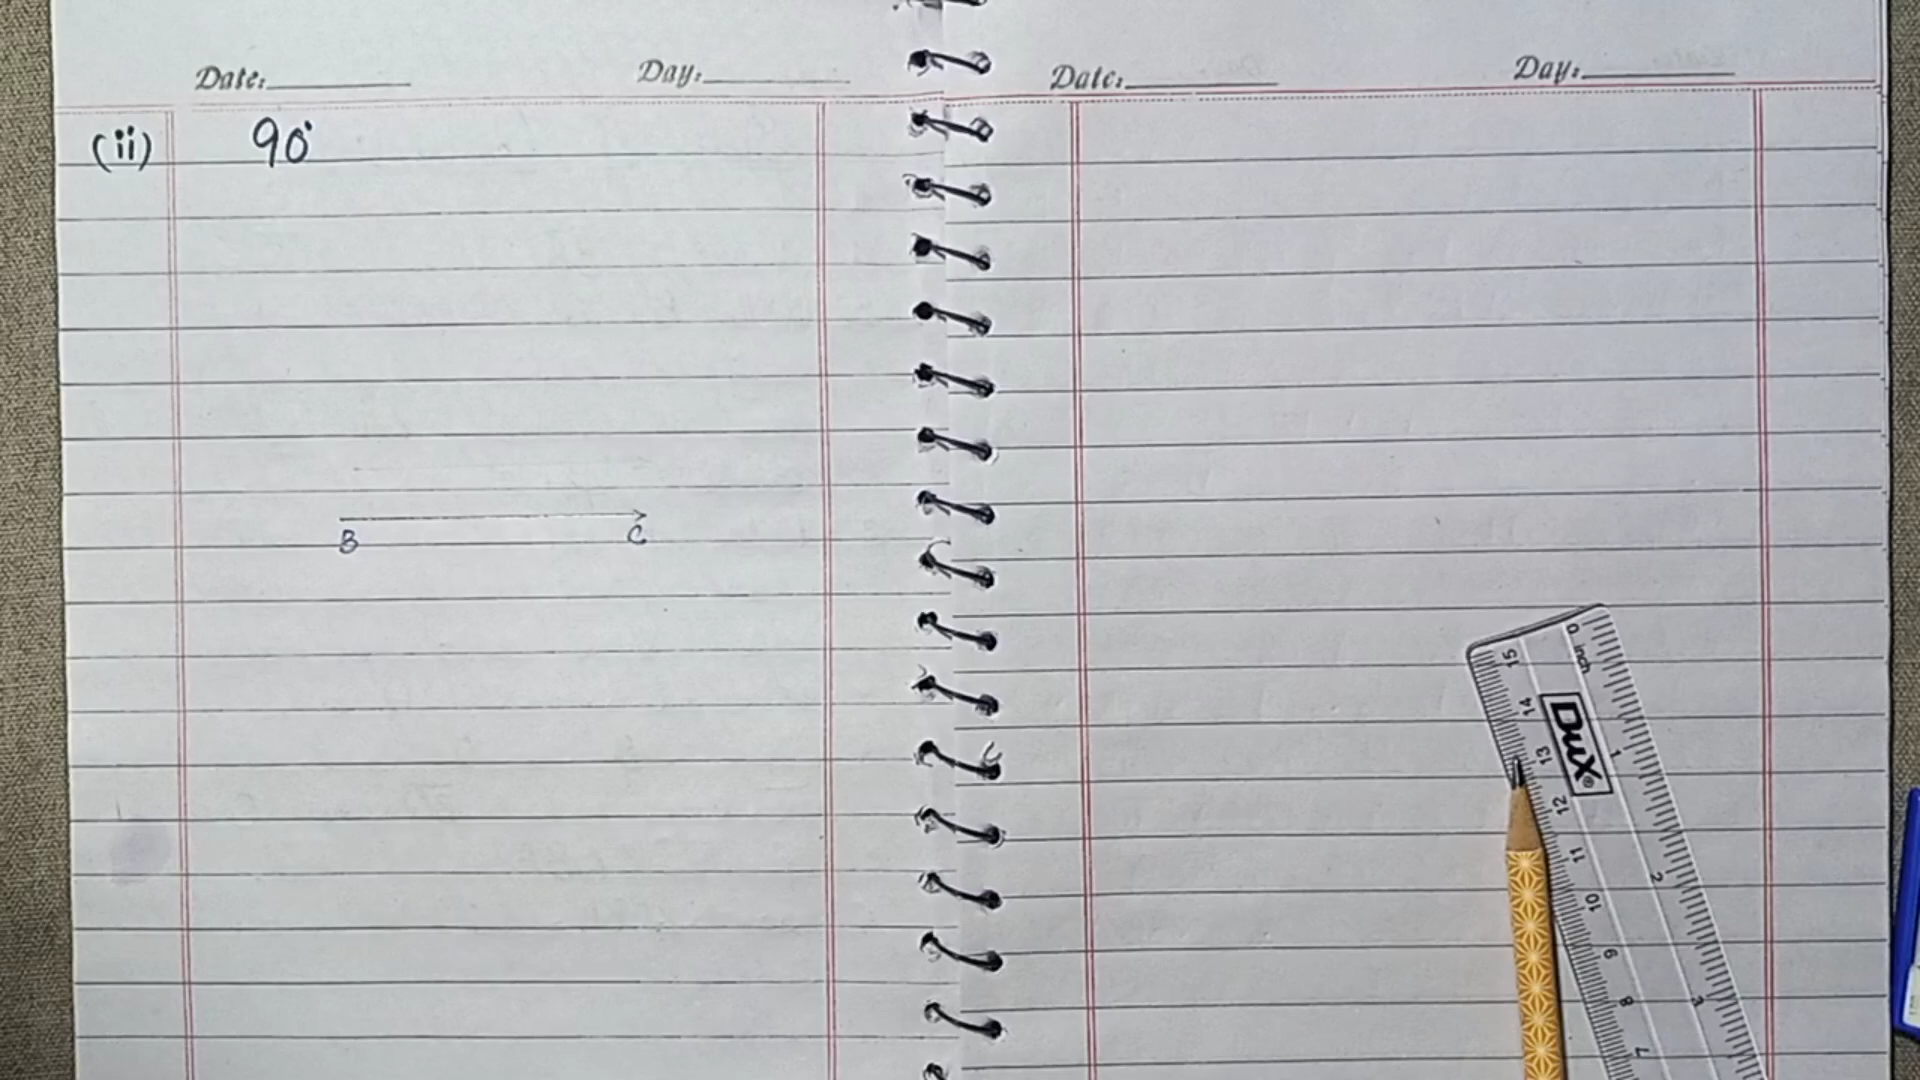 Date: Day:
Date: Day:
(ii) 90°
B C
0 inch 1 2 3
15 14 13 12 11 10 9 8 7
Dux®